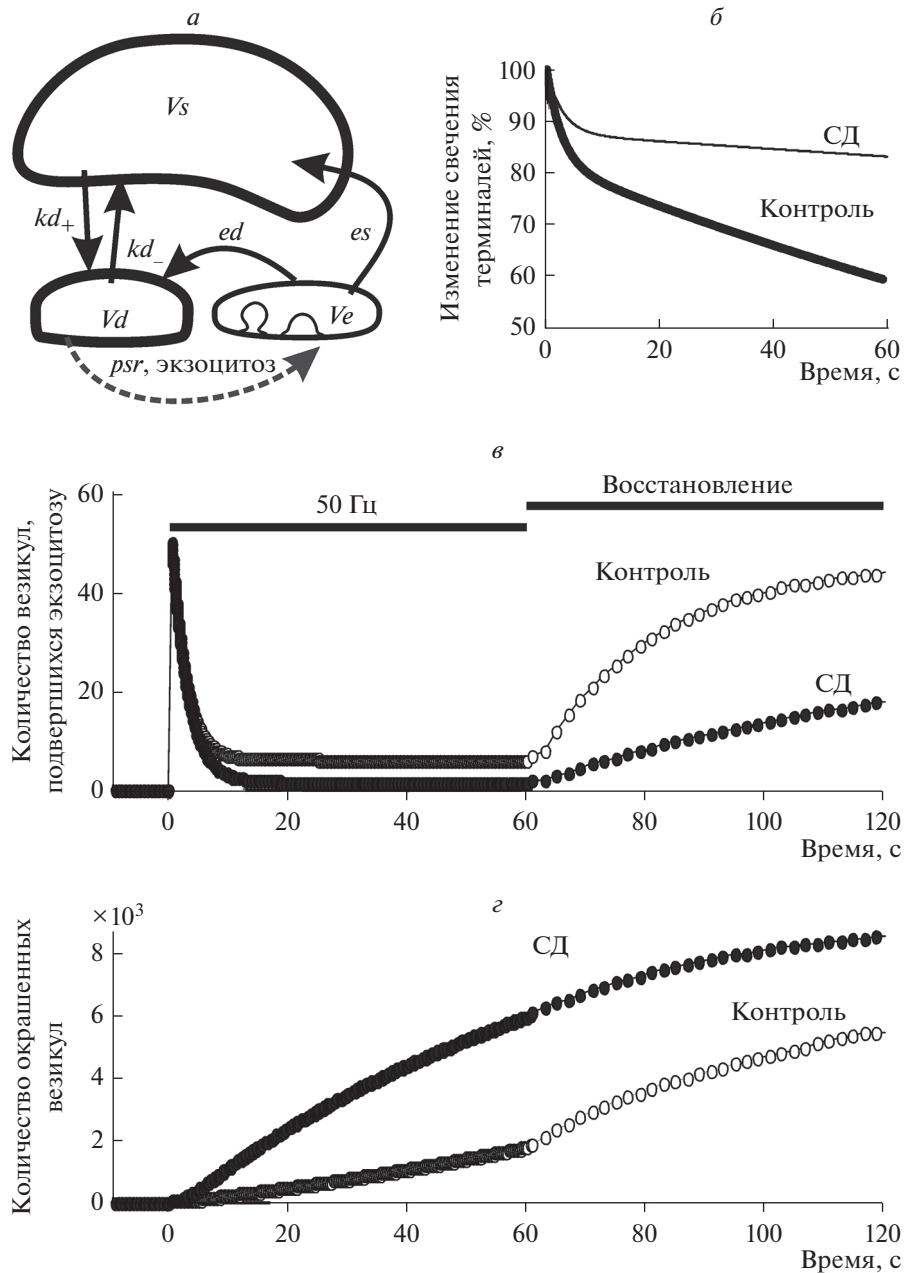 а
Vs
kd+
kd−
ed
es
Vd
Ve
psr, экзоцитоз
б
Изменение свечения
терминалей, %
100
90
80
70
60
50
СД
Контроль
0
20
40
60
Время, с
в
Количество везикул,
подвергшихся экзоцитозу
60
40
20
0
50 Гц
Восстановление
Контроль
СД
0
20
40
60
80
100
120
Время, с
г
Количество окрашенных
везикул
×10³
8
6
4
2
0
СД
Контроль
0
20
40
60
80
100
120
Время, с